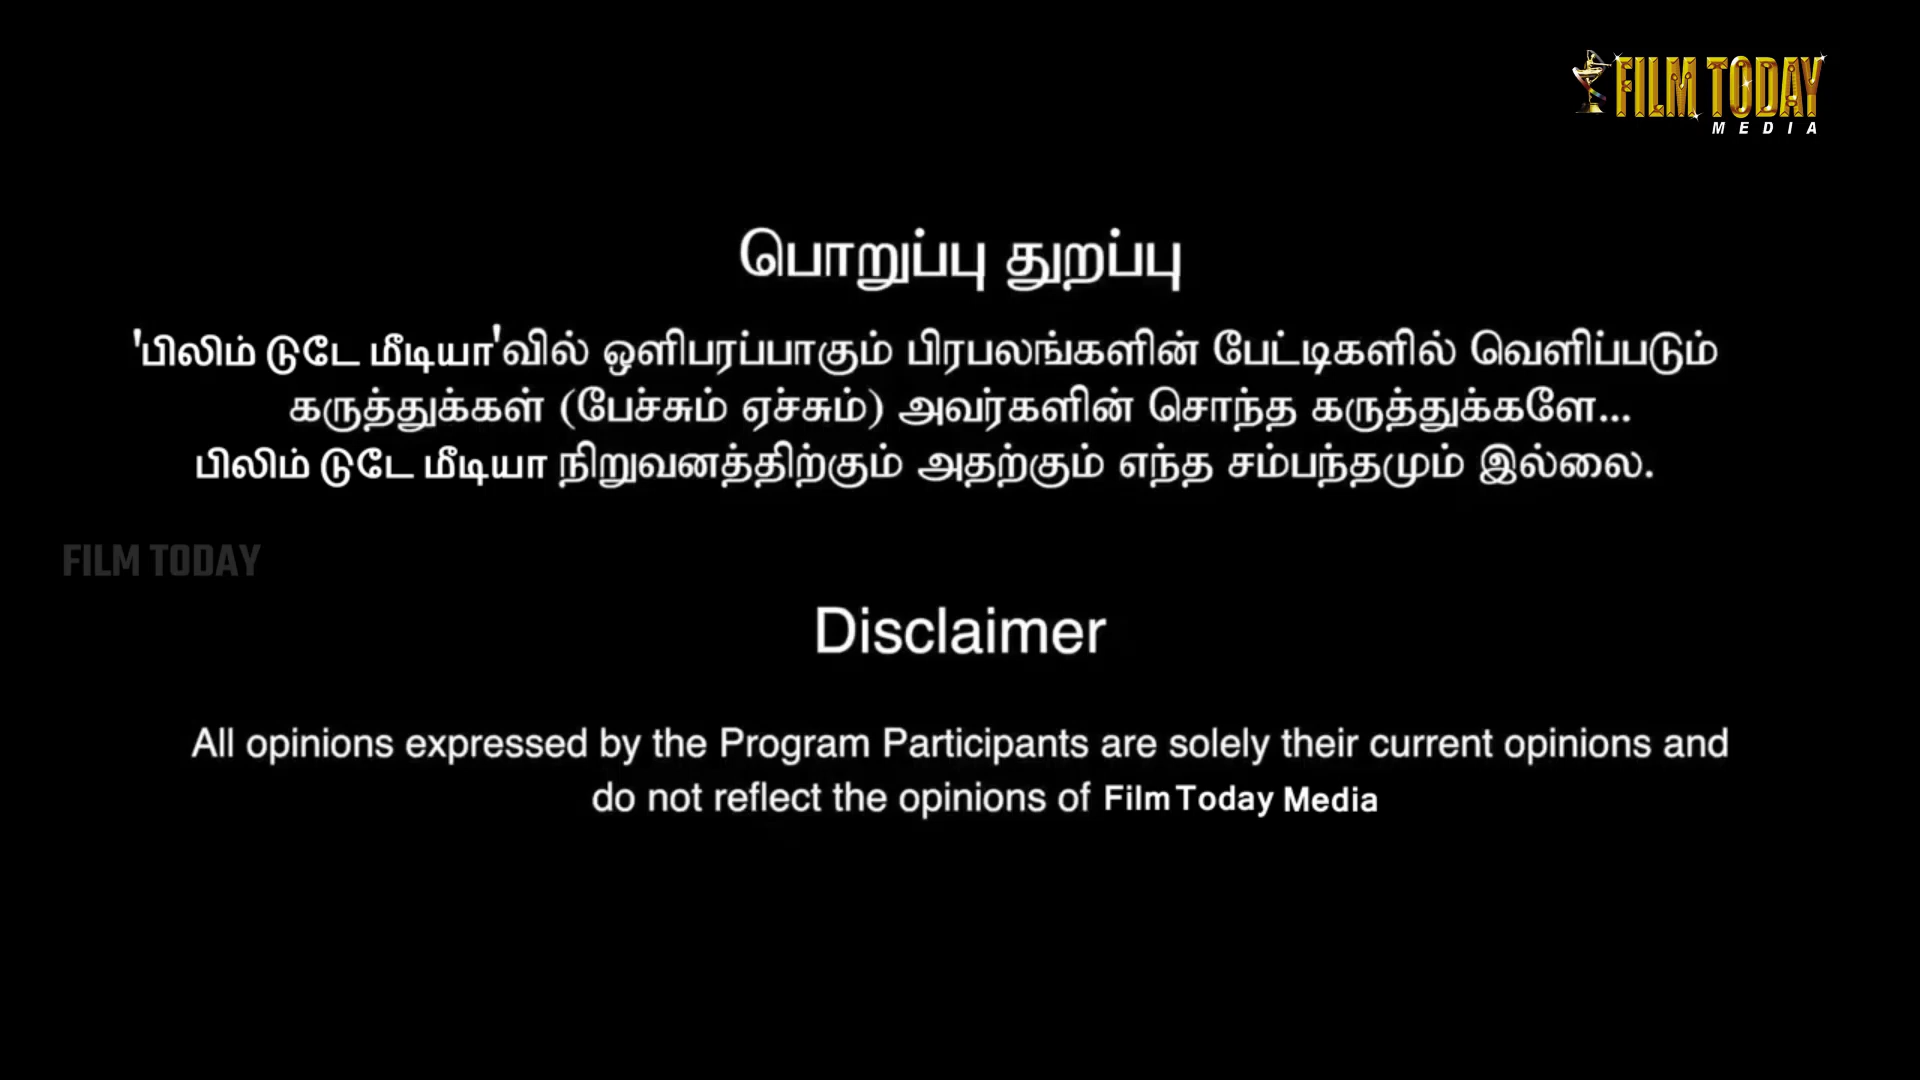 FILM TODAY
MEDIA
பொறுப்பு துறப்பு
'பிலிம் டுடே மீடியா'வில் ஒளிபரப்பாகும் பிரபலங்களின் பேட்டிகளில் வெளிப்படும்
கருத்துக்கள் (பேச்சும் ஏச்சும்) அவர்களின் சொந்த கருத்துக்களே...
பிலிம் டுடே மீடியா நிறுவனத்திற்கும் அதற்கும் எந்த சம்பந்தமும் இல்லை.
FILM TODAY
Disclaimer
All opinions expressed by the Program Participants are solely their current opinions and
do not reflect the opinions of Film Today Media